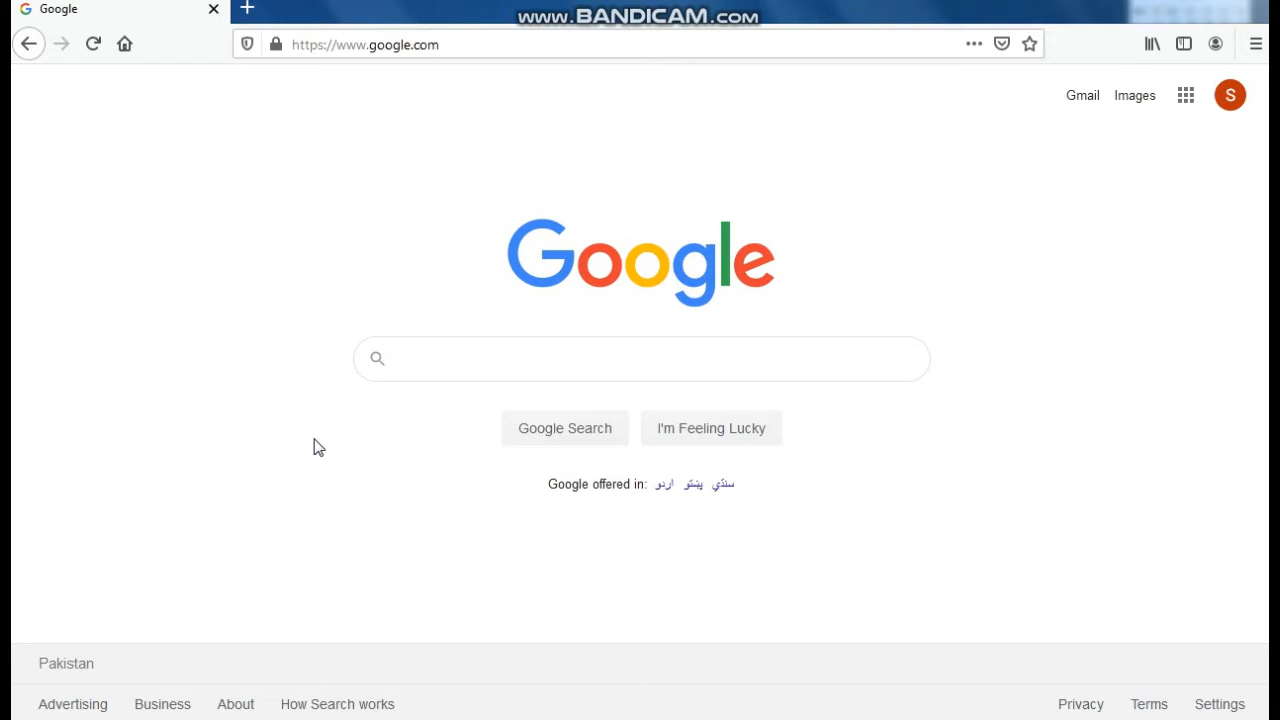 Google
www.BANDICAM.com
https://www.google.com
Gmail Images
S
Google
Google Search I'm Feeling Lucky
Google offered in: اردو پښتو سنڌي
Pakistan
Advertising Business About How Search works Privacy Terms Settings